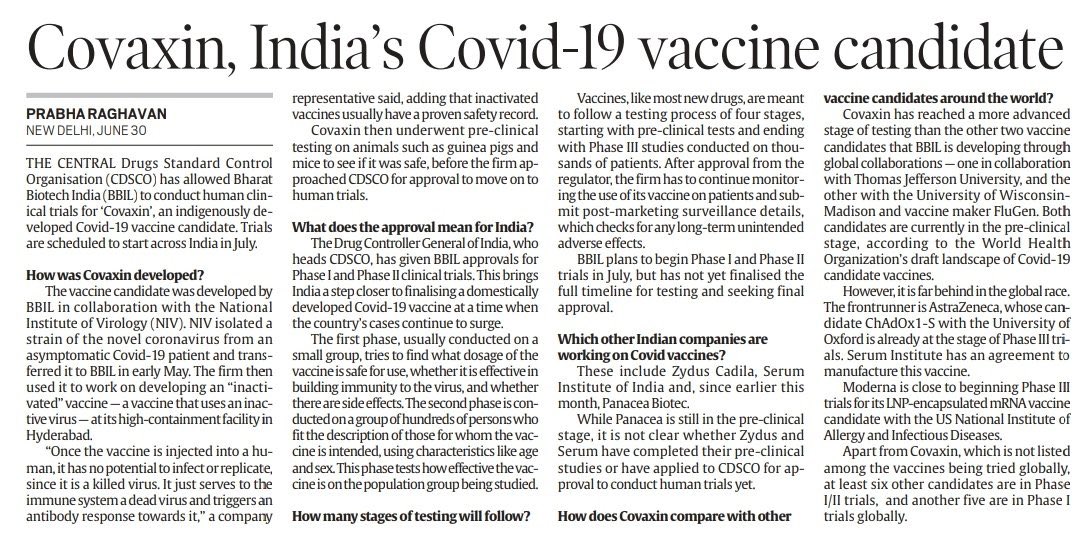 Covaxin, India's Covid-19 vaccine candidate
PRABHA RAGHAVAN
NEW DELHI, JUNE 30
THE CENTRAL Drugs Standard Control
Organisation (CDSCO) has allowed Bharat
Biotech India (BBIL) to conduct human clin-
ical trials for 'Covaxin', an indigenously de-
veloped Covid-19 vaccine candidate. Trials
are scheduled to start across India in July.
How was Covaxin developed?
The vaccine candidate was developed by
BBIL in collaboration with the National
Institute of Virology (NIV). NIV isolated a
strain of the novel coronavirus from an
asymptomatic Covid-19 patient and trans-
ferred it to BBIL in early May. The firm then
used it to work on developing an "inacti-
vated" vaccine — a vaccine that uses an inac-
tive virus — at its high-containment facility in
Hyderabad.
"Once the vaccine is injected into a hu-
man, it has no potential to infect or replicate,
since it is a killed virus. It just serves to the
immune system a dead virus and triggers an
antibody response towards it," a company
representative said, adding that inactivated
vaccines usually have a proven safety record.
Covaxin then underwent pre-clinical
testing on animals such as guinea pigs and
mice to see if it was safe, before the firm ap-
proached CDSCO for approval to move on to
human trials.
What does the approval mean for India?
The Drug Controller General of India, who
heads CDSCO, has given BBIL approvals for
Phase I and Phase II clinical trials. This brings
India a step closer to finalising a domestically
developed Covid-19 vaccine at a time when
the country's cases continue to surge.
The first phase, usually conducted on a
small group, tries to find what dosage of the
vaccine is safe for use, whether it is effective in
building immunity to the virus, and whether
there are side effects. The second phase is con-
ducted on a group of hundreds of persons who
fit the description of those for whom the vac-
cine is intended, using characteristics like age
and sex. This phase tests how effective the vac-
cine is on the population group being studied.
How many stages of testing will follow?
Vaccines, like most new drugs, are meant
to follow a testing process of four stages,
starting with pre-clinical tests and ending
with Phase III studies conducted on thou-
sands of patients. After approval from the
regulator, the firm has to continue monitor-
ing the use of its vaccine on patients and sub-
mit post-marketing surveillance details,
which checks for any long-term unintended
adverse effects.
BBIL plans to begin Phase I and Phase II
trials in July, but has not yet finalised the
full timeline for testing and seeking final
approval.
Which other Indian companies are
working on Covid vaccines?
These include Zydus Cadila, Serum
Institute of India and, since earlier this
month, Panacea Biotec.
While Panacea is still in the pre-clinical
stage, it is not clear whether Zydus and
Serum have completed their pre-clinical
studies or have applied to CDSCO for ap-
proval to conduct human trials yet.
How does Covaxin compare with other
vaccine candidates around the world?
Covaxin has reached a more advanced
stage of testing than the other two vaccine
candidates that BBIL is developing through
global collaborations — one in collaboration
with Thomas Jefferson University, and the
other with the University of Wisconsin-
Madison and vaccine maker FluGen. Both
candidates are currently in the pre-clinical
stage, according to the World Health
Organization's draft landscape of Covid-19
candidate vaccines.
However, it is far behind in the global race.
The frontrunner is AstraZeneca, whose can-
didate ChAdOx1-S with the University of
Oxford is already at the stage of Phase III tri-
als. Serum Institute has an agreement to
manufacture this vaccine.
Moderna is close to beginning Phase III
trials for its LNP-encapsulated mRNA vaccine
candidate with the US National Institute of
Allergy and Infectious Diseases.
Apart from Covaxin, which is not listed
among the vaccines being tried globally,
at least six other candidates are in Phase
I/II trials, and another five are in Phase I
trials globally.